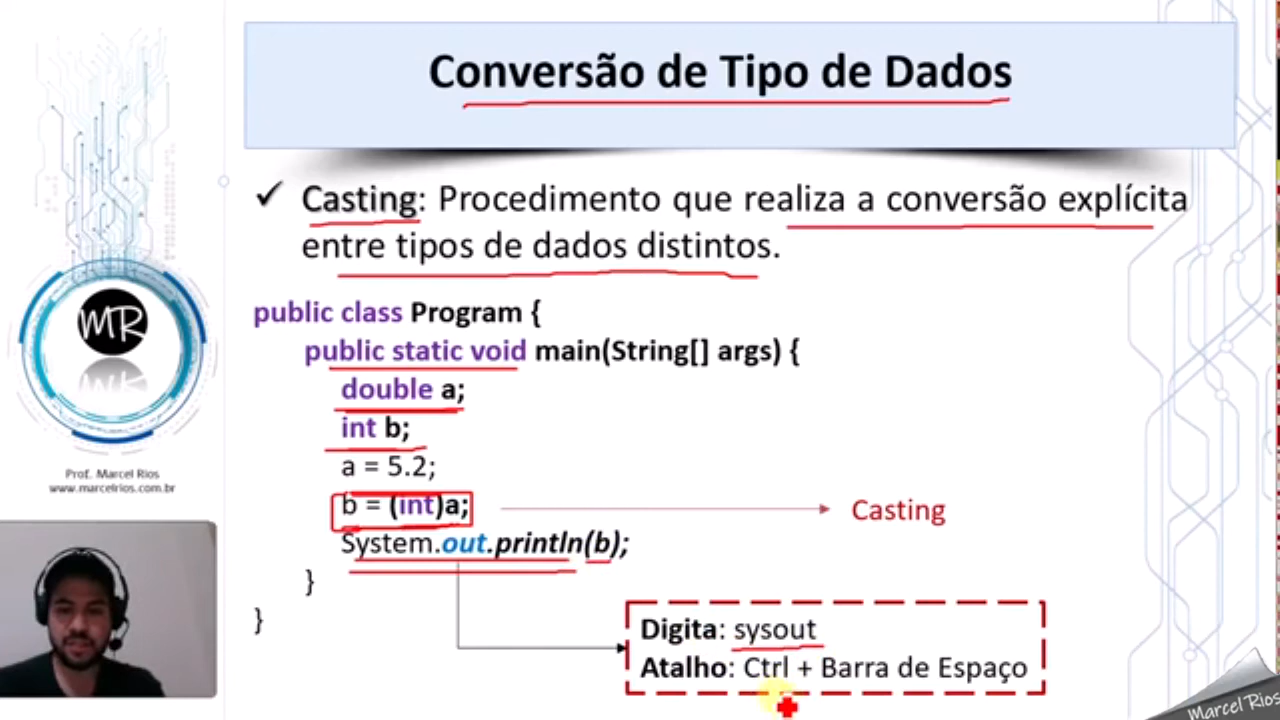 Conversão de Tipo de Dados
✓ Casting: Procedimento que realiza a conversão explícita
entre tipos de dados distintos.
MR
Prof. Marcel Rios
www.marcelrios.com.br
public class Program {
public static void main(String[] args) {
double a;
int b;
a = 5.2;
b = (int)a;
Casting
System.out.println(b);
}
}
Digita: sysout
Atalho: Ctrl + Barra de Espaço
Marcel Rios